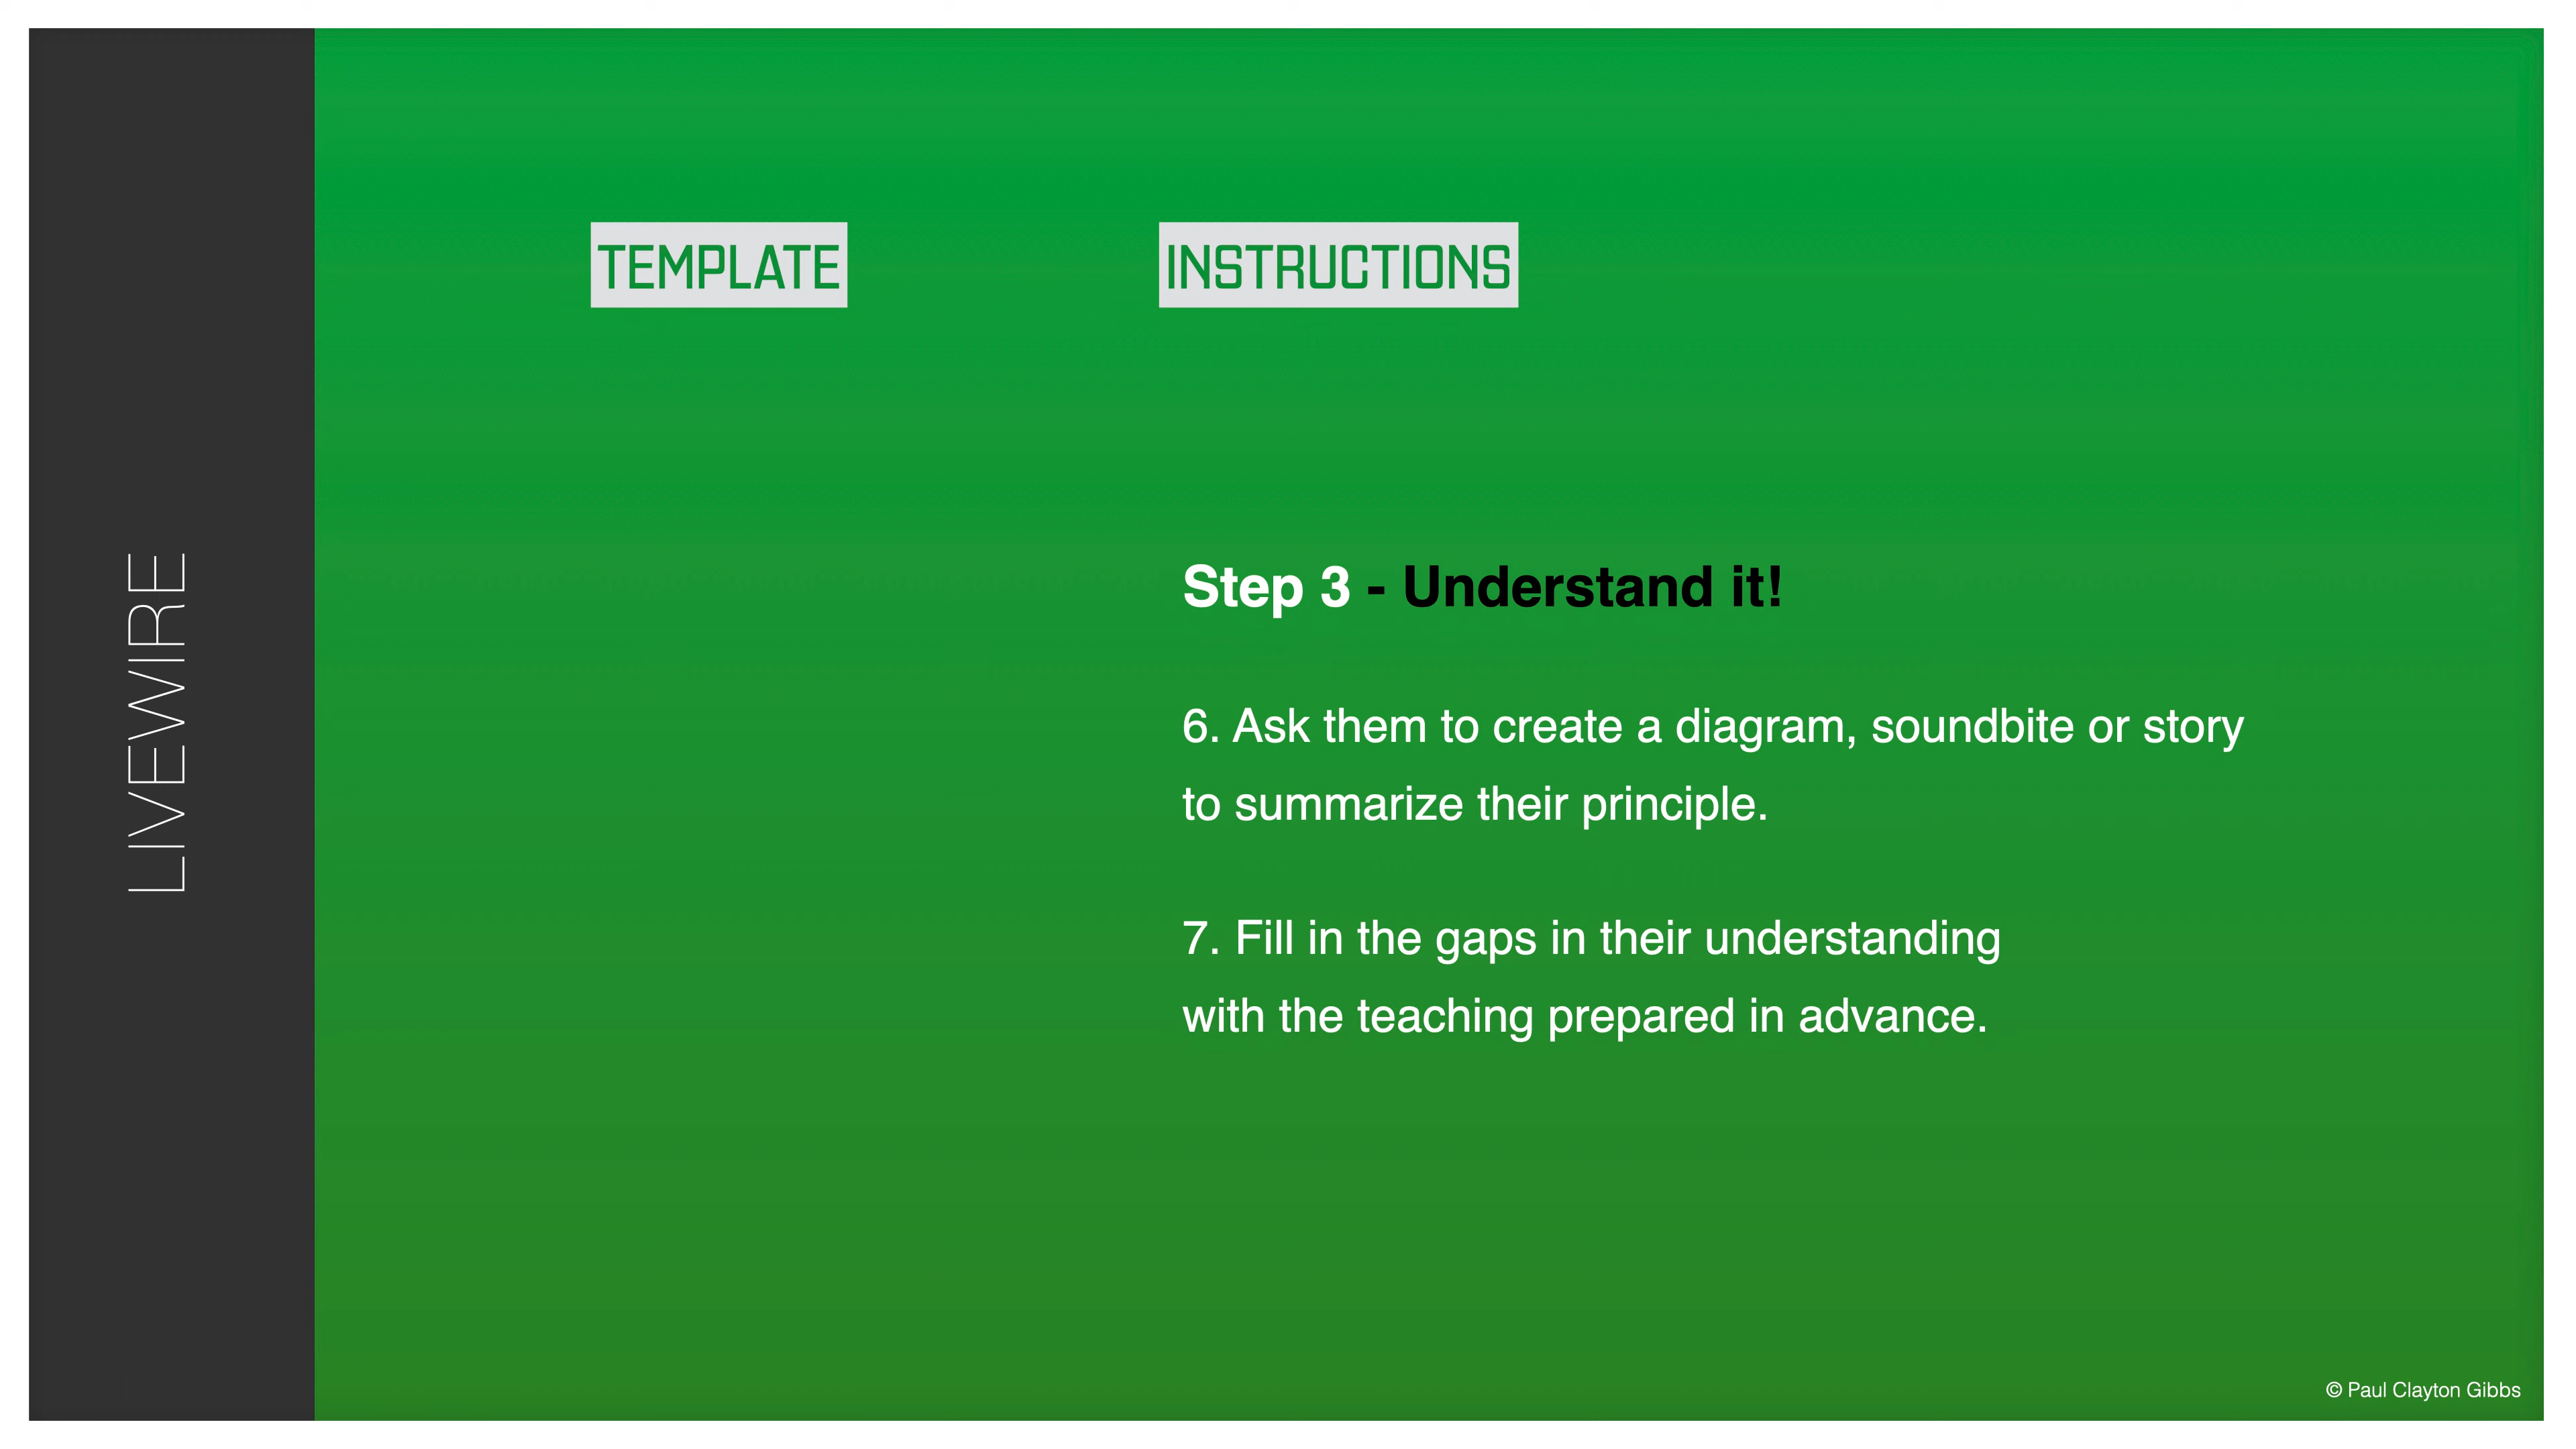 LIVEWIRE
TEMPLATE
INSTRUCTIONS
Step 3 - Understand it!
6. Ask them to create a diagram, soundbite or story
to summarize their principle.
7. Fill in the gaps in their understanding
with the teaching prepared in advance.
© Paul Clayton Gibbs